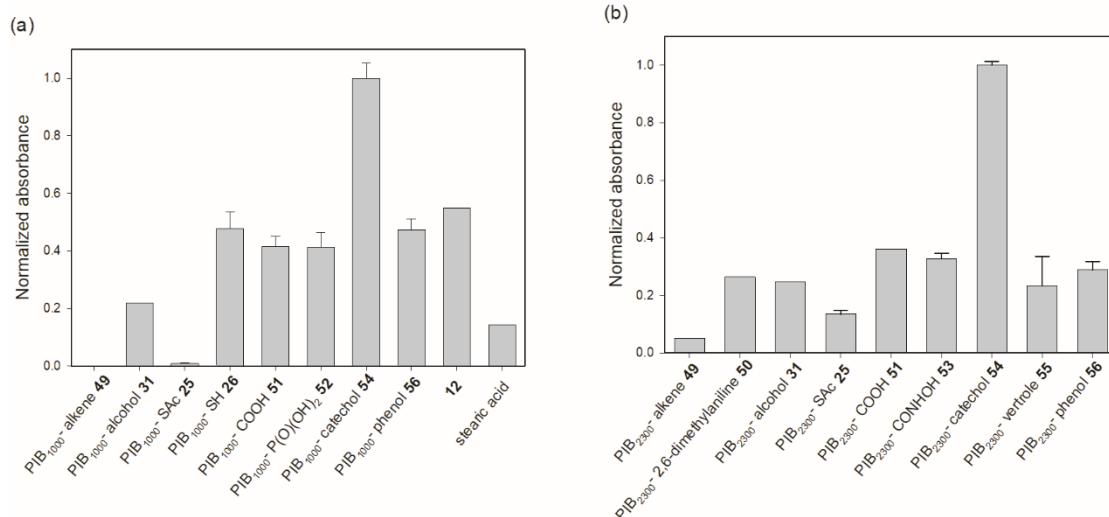 (a)
Normalized absorbance
1.0
0.8
0.6
0.4
0.2
0.0
PIB₁₀₀₀- alkene 49
PIB₁₀₀₀- alcohol 31
PIB₁₀₀₀- SAc 25
PIB₁₀₀₀- SH 26
PIB₁₀₀₀- COOH 51
PIB₁₀₀₀- P(O)(OH)₂ 52
PIB₁₀₀₀- catechol 54
PIB₁₀₀₀- phenol 56
12
stearic acid
(b)
Normalized absorbance
1.0
0.8
0.6
0.4
0.2
0.0
PIB₂₃₀₀- alkene 49
PIB₂₃₀₀- 2,6-dimethylaniline 50
PIB₂₃₀₀- alcohol 31
PIB₂₃₀₀- SAc 25
PIB₂₃₀₀- COOH 51
PIB₂₃₀₀- CONHOH 53
PIB₂₃₀₀- catechol 54
PIB₂₃₀₀- vertrole 55
PIB₂₃₀₀- phenol 56